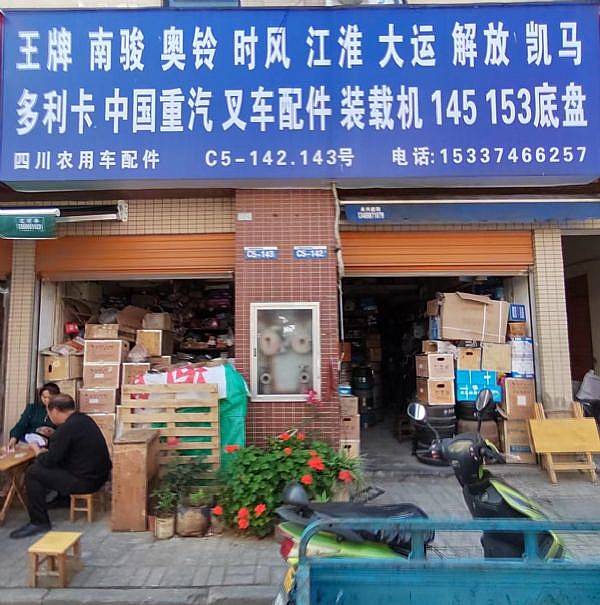 王牌 南骏 奥铃 时风 江淮 大运 解放 凯马
多利卡 中国重汽 叉车配件 装载机 145 153底盘
四川农用车配件 C5-142.143号 电话:15337466257
C5-143 C5-142